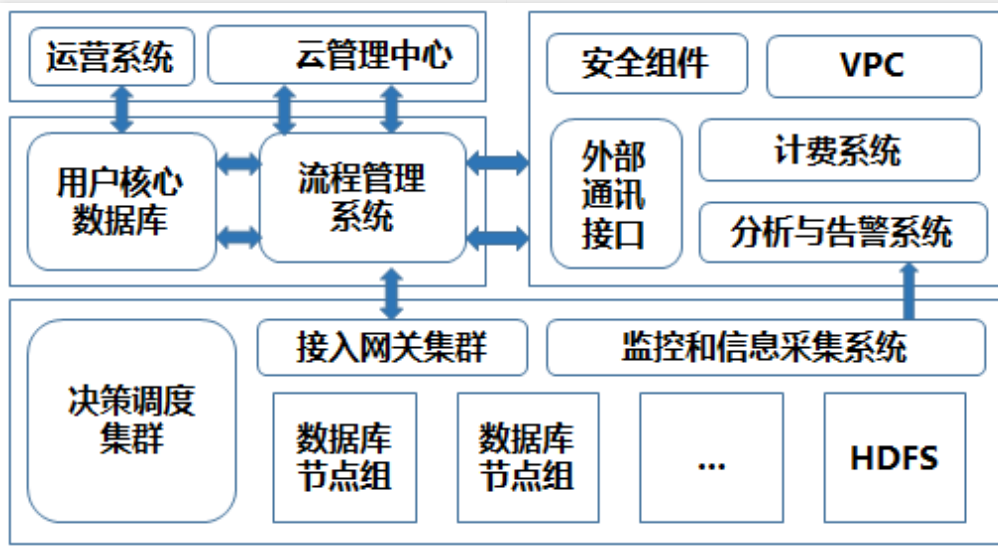 运营系统
云管理中心
安全组件
VPC
用户核心
数据库
流程管理
系统
外部
通讯
接口
计费系统
分析与告警系统
决策调度
集群
接入网关集群
监控和信息采集系统
数据库
节点组
数据库
节点组
...
HDFS